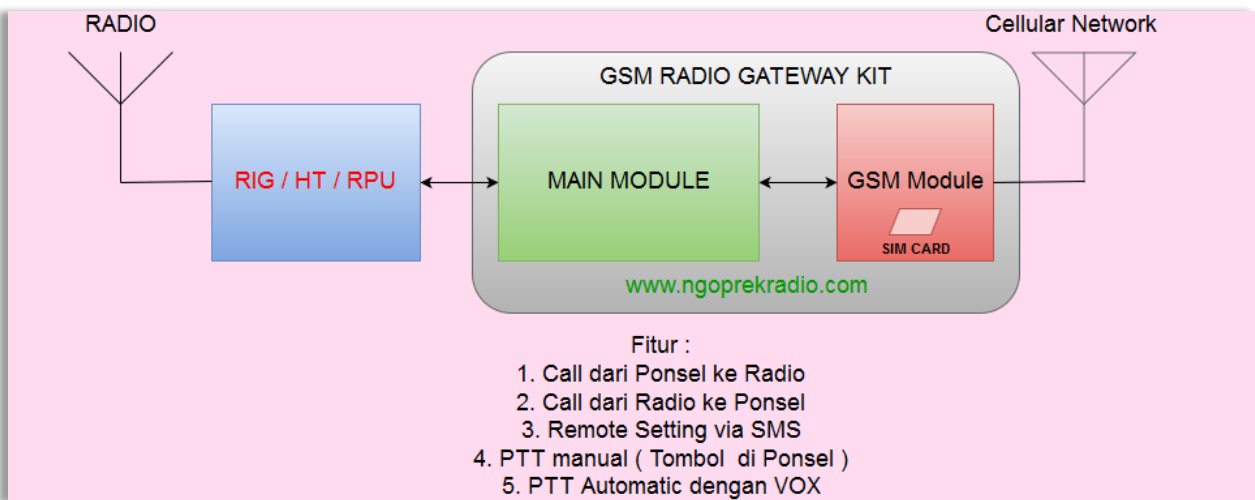 RADIO
Cellular Network
GSM RADIO GATEWAY KIT
RIG / HT / RPU
MAIN MODULE
GSM Module
SIM CARD
www.ngoprekradio.com
Fitur :
1. Call dari Ponsel ke Radio
2. Call dari Radio ke Ponsel
3. Remote Setting via SMS
4. PTT manual ( Tombol di Ponsel )
5. PTT Automatic dengan VOX